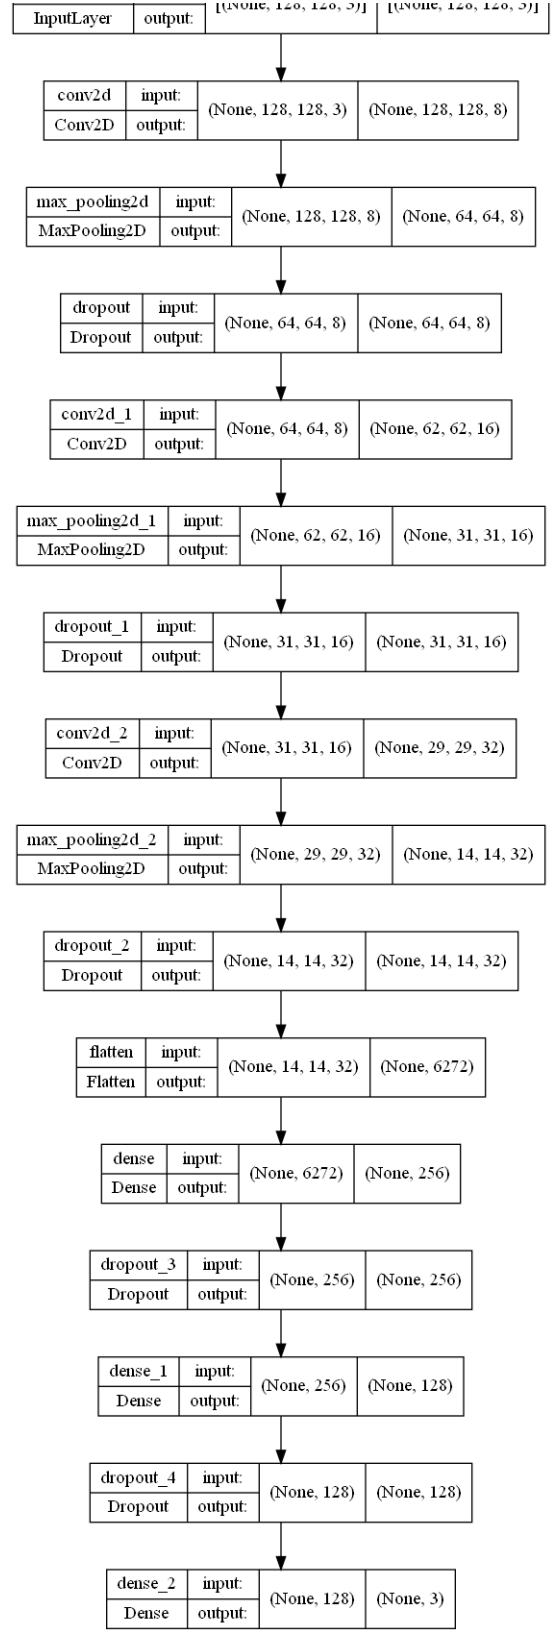 InputLayer output: [(None, 128, 128, 3)] [(None, 128, 128, 3)]
conv2d input: (None, 128, 128, 3) (None, 128, 128, 8)
Conv2D output:
max_pooling2d input: (None, 128, 128, 8) (None, 64, 64, 8)
MaxPooling2D output:
dropout input: (None, 64, 64, 8) (None, 64, 64, 8)
Dropout output:
conv2d_1 input: (None, 64, 64, 8) (None, 62, 62, 16)
Conv2D output:
max_pooling2d_1 input: (None, 62, 62, 16) (None, 31, 31, 16)
MaxPooling2D output:
dropout_1 input: (None, 31, 31, 16) (None, 31, 31, 16)
Dropout output:
conv2d_2 input: (None, 31, 31, 16) (None, 29, 29, 32)
Conv2D output:
max_pooling2d_2 input: (None, 29, 29, 32) (None, 14, 14, 32)
MaxPooling2D output:
dropout_2 input: (None, 14, 14, 32) (None, 14, 14, 32)
Dropout output:
flatten input: (None, 14, 14, 32) (None, 6272)
Flatten output:
dense input: (None, 6272) (None, 256)
Dense output:
dropout_3 input: (None, 256) (None, 256)
Dropout output:
dense_1 input: (None, 256) (None, 128)
Dense output:
dropout_4 input: (None, 128) (None, 128)
Dropout output:
dense_2 input: (None, 128) (None, 3)
Dense output: